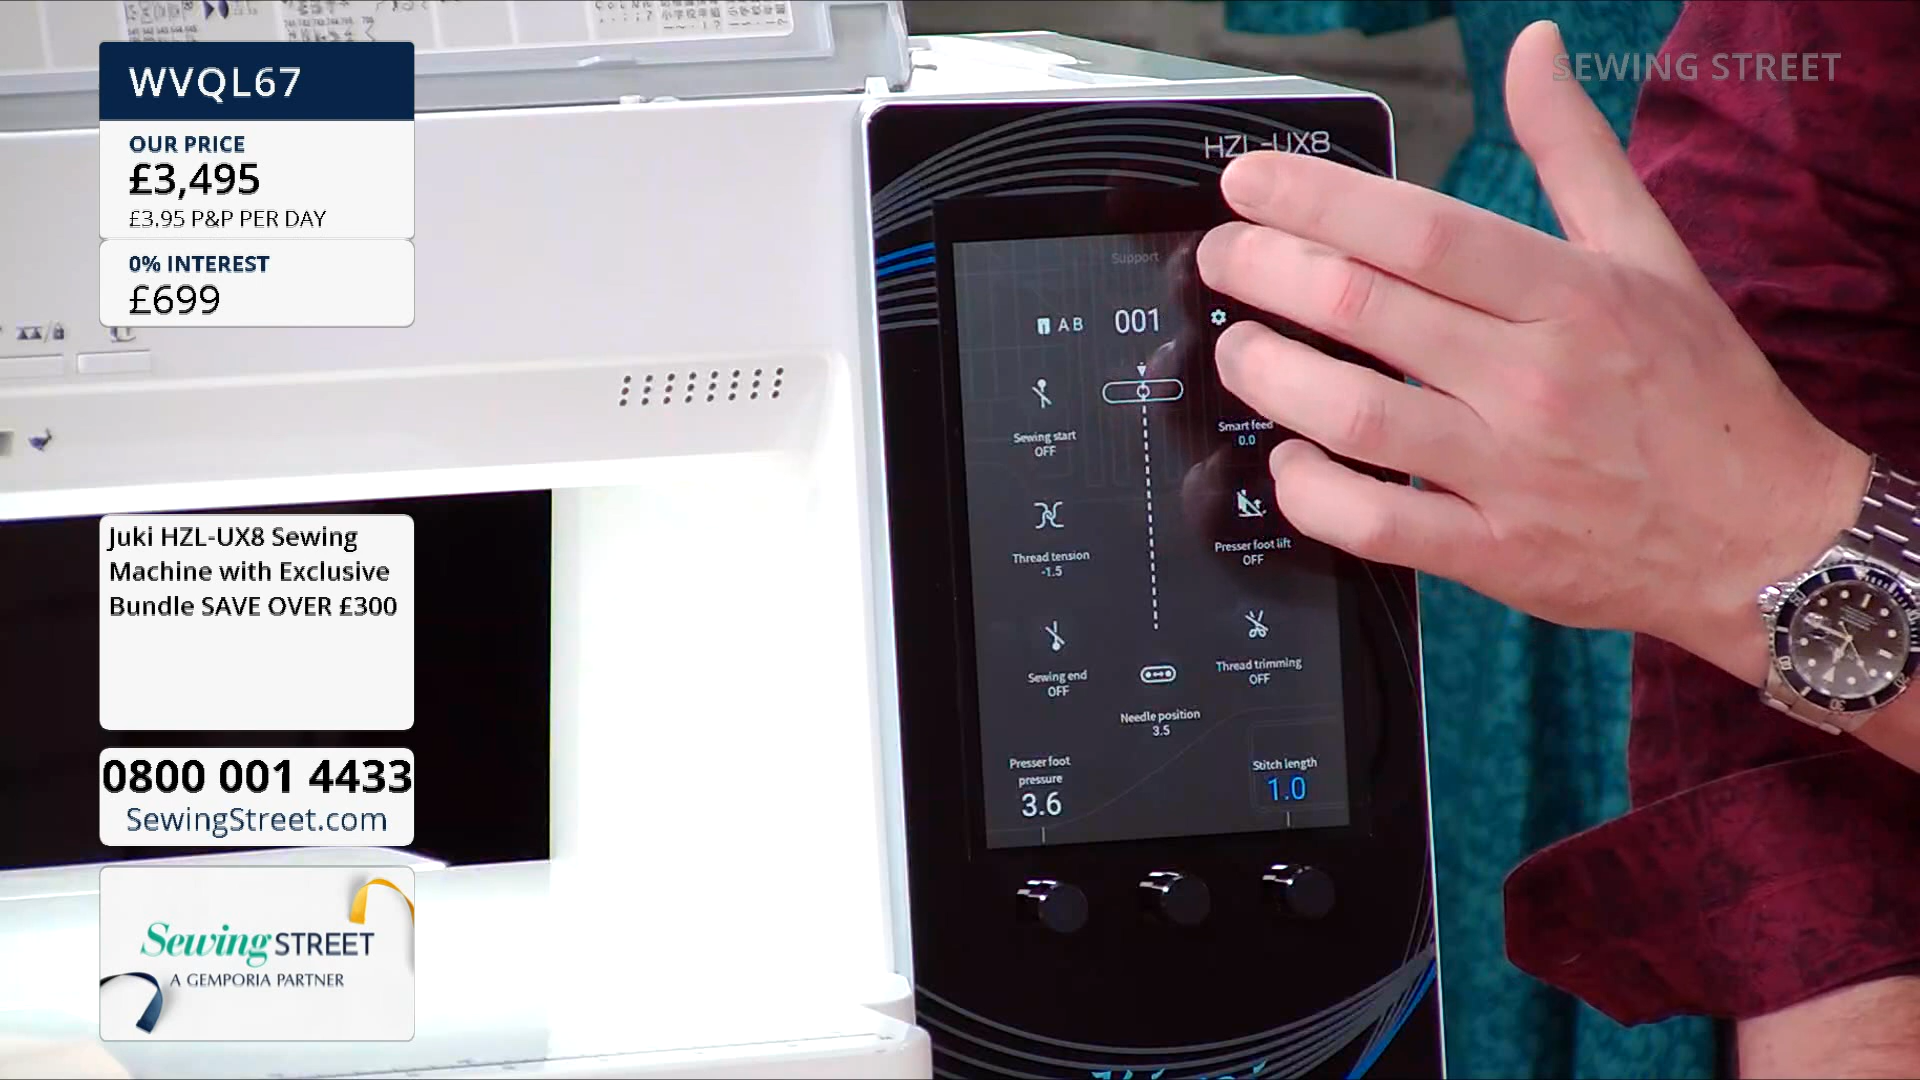 WVQL67
OUR PRICE
£3,495
£3.95 P&P PER DAY
0% INTEREST
£699
Juki HZL-UX8 Sewing
Machine with Exclusive
Bundle SAVE OVER £300
0800 001 4433
SewingStreet.com
Sewing STREET
A GEMPORIA PARTNER
SEWING STREET
HZL-UX8
Support
A B
001
Sewing start
OFF
Smart feed
0.0
Thread tension
-1.5
Presser foot lift
OFF
Sewing end
OFF
Thread trimming
OFF
Needle position
3.5
Presser foot
pressure
3.6
Stitch length
1.0